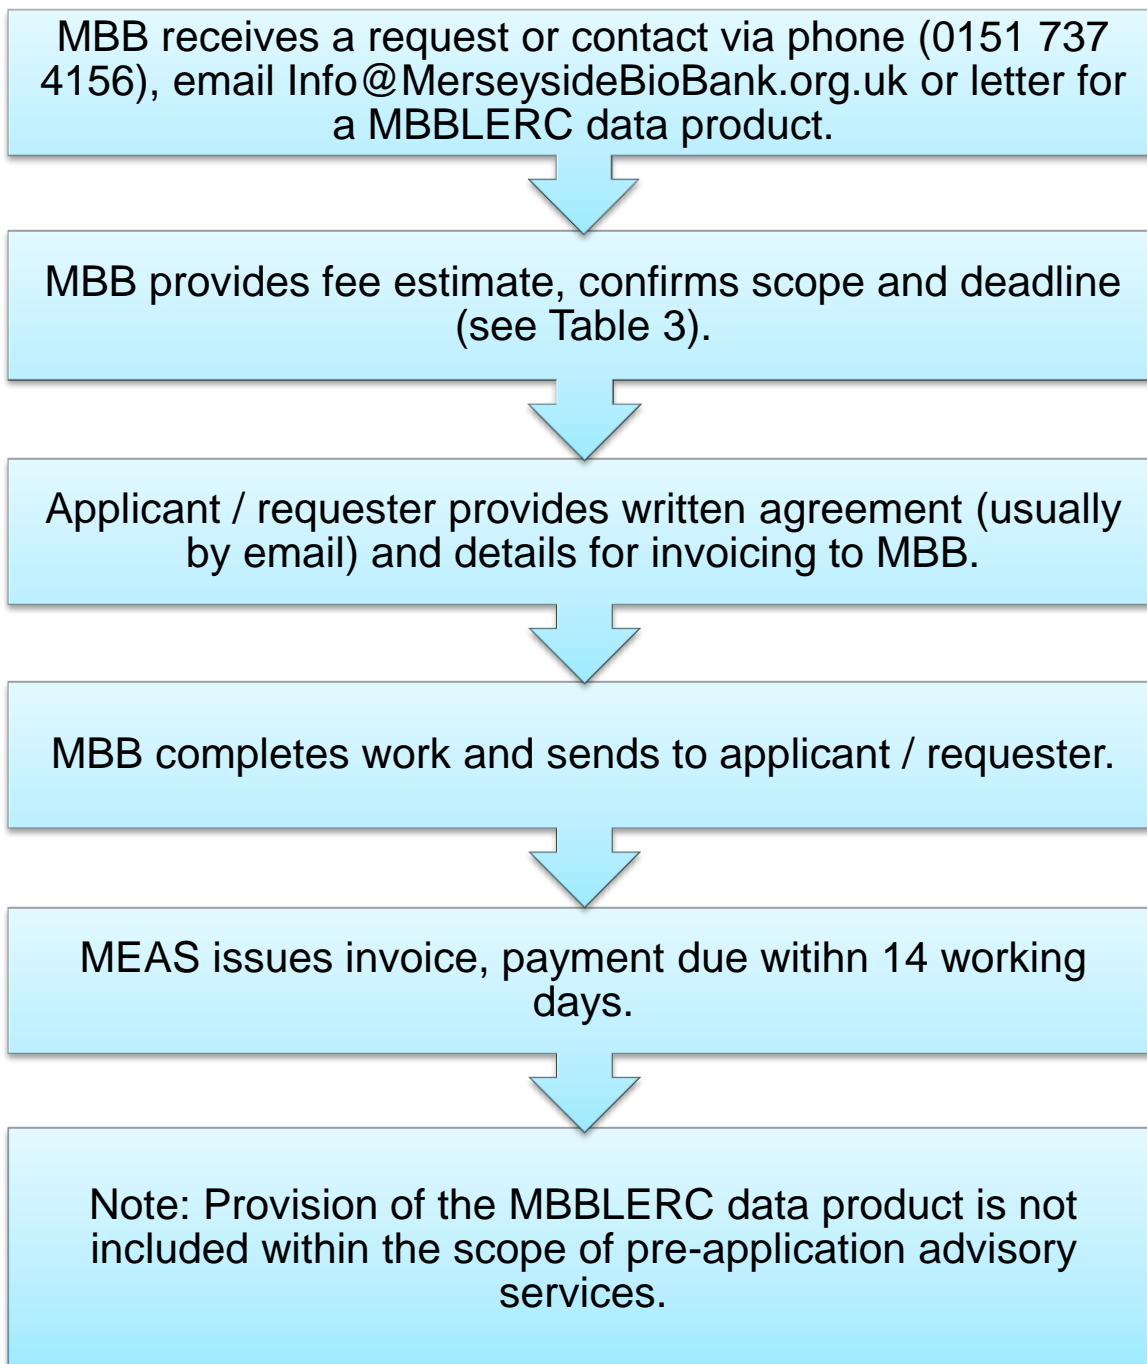 MBB receives a request or contact via phone (0151 737
4156), email Info@MerseysideBioBank.org.uk or letter for
a MBBLERC data product.
MBB provides fee estimate, confirms scope and deadline
(see Table 3).
Applicant / requester provides written agreement (usually
by email) and details for invoicing to MBB.
MBB completes work and sends to applicant / requester.
MEAS issues invoice, payment due witihn 14 working
days.
Note: Provision of the MBBLERC data product is not
included within the scope of pre-application advisory
services.